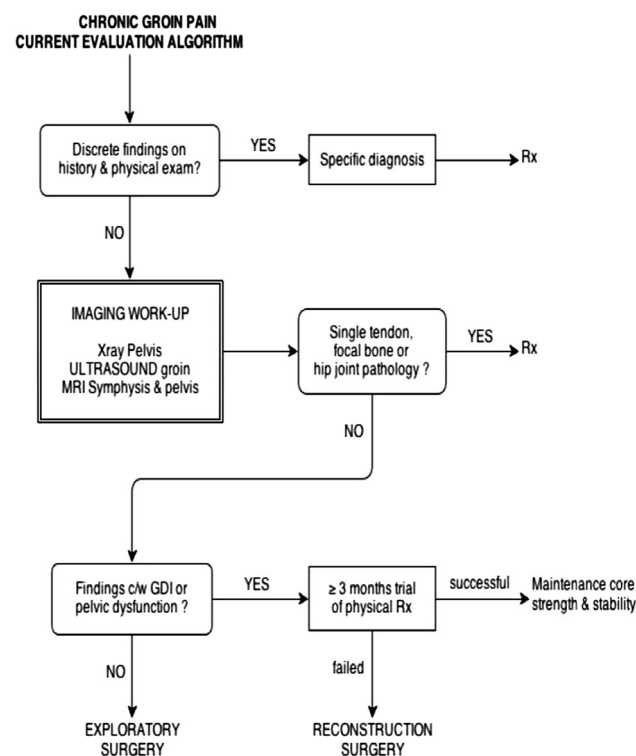 CHRONIC GROIN PAIN
CURRENT EVALUATION ALGORITHM
Discrete findings on
history & physical exam?
YES
Specific diagnosis
Rx
NO
IMAGING WORK-UP
Xray Pelvis
ULTRASOUND groin
MRI Symphysis & pelvis
Single tendon,
focal bone or
hip joint pathology ?
YES
Rx
NO
Findings c/w GDI or
pelvic dysfunction ?
YES
≥ 3 months trial
of physical Rx
successful
Maintenance core
strength & stability
NO
failed
EXPLORATORY
SURGERY
RECONSTRUCTION
SURGERY